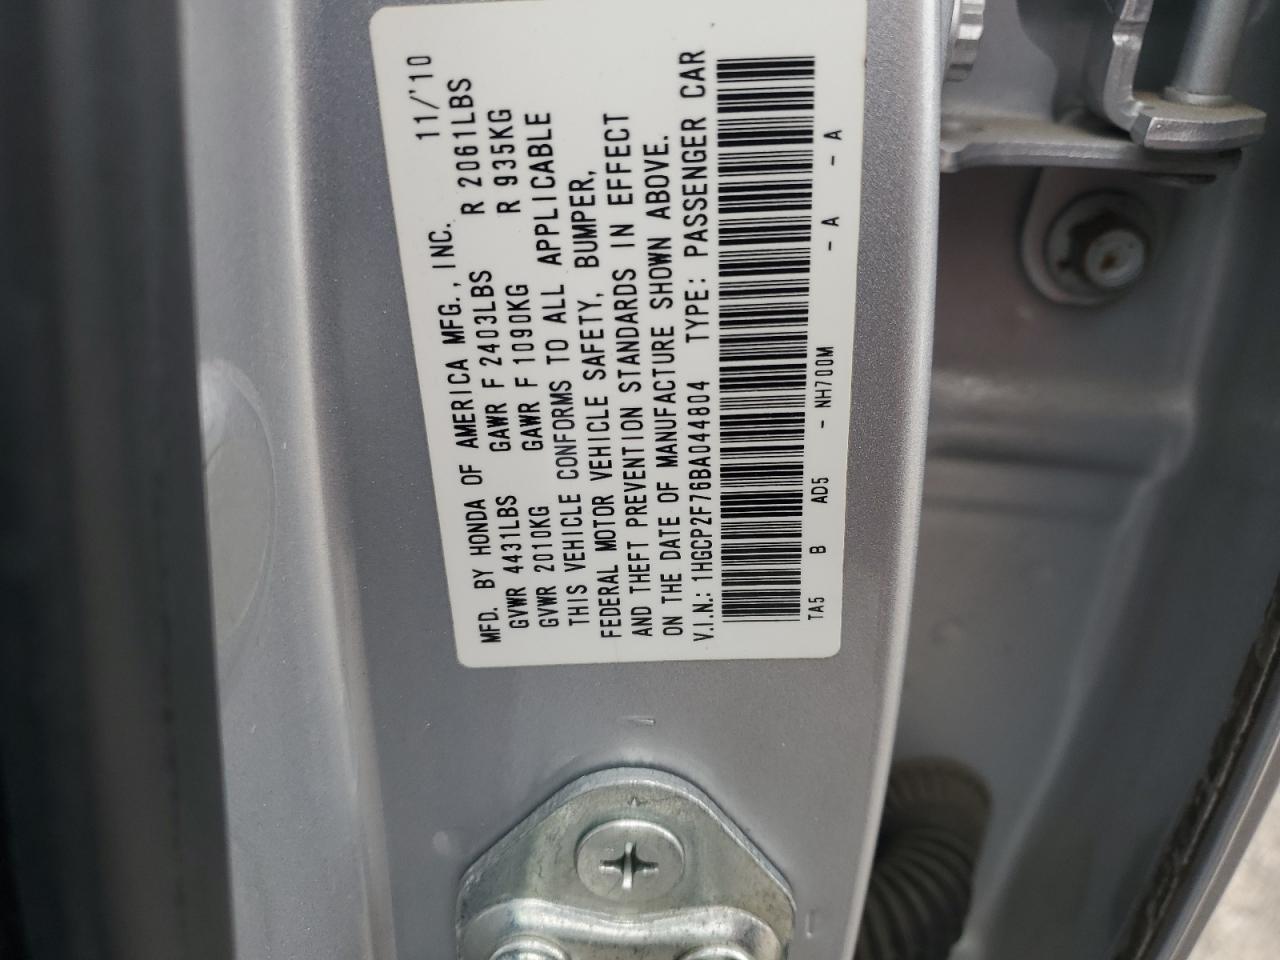 MFD. BY HONDA OF AMERICA MFG., INC. 11/'10
GVWR 4431LBS GAWR F 2403LBS R 2061LBS
GVWR 2010KG GAWR F 1090KG R 935KG
THIS VEHICLE CONFORMS TO ALL APPLICABLE
FEDERAL MOTOR VEHICLE SAFETY, BUMPER,
AND THEFT PREVENTION STANDARDS IN EFFECT
ON THE DATE OF MANUFACTURE SHOWN ABOVE.
V.I.N.: 1HGCP2F76BA044804 TYPE: PASSENGER CAR
TA5 B AD5 - NH700M - A - A